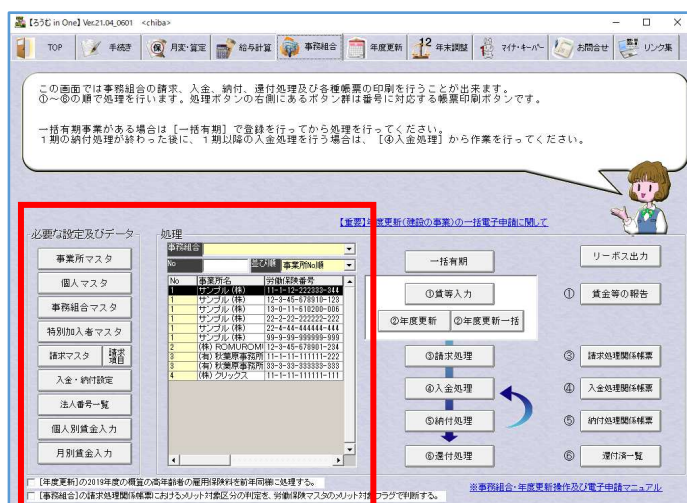 【ろうむ in One】 Ver.21.04_0601 <chiba>
TOP
手続き
月変・算定
給与計算
事務組合
年度更新
年末調整
マイナ・キーパー
お問合せ
リンク集
この画面では事務組合の請求、入金、納付、還付処理及び各種帳票の印刷を行うことが出来ます。
①～⑥の順で処理を行います。処理ボタンの右側にあるボタン群は番号に対応する帳票印刷ボタンです。
一括有期事業がある場合は [一括有期] で登録を行ってから処理を行ってください。
1期の納付処理が終わった後に、1期以降の入金処理を行う場合は、[④入金処理] から作業を行ってください。
【重要】年度更新(建設の事業)の一括電子申請に関して
必要な設定及びデータ
事業所マスタ
個人マスタ
事務組合マスタ
特別加入者マスタ
請求マスタ
請求
項目
入金・納付設定
法人番号一覧
個人別賃金入力
月別賃金入力
処理
事務組合
No 並び順 事業所No順
No 事業所名 労働保険番号
1 サンプル (株) 11-1-12-222333-344
1 サンプル (株) 12-3-45-678910-123
1 サンプル (株) 13-0-11-610200-006
1 サンプル (株) 22-2-22-222222-222
1 サンプル (株) 22-4-44-444444-444
1 サンプル (株) 99-9-99-999999-999
2 (株) ROMUROM 12-3-45-678901-234
3 (有) 秋葉原事務所 11-1-11-111111-222
3 (有) 秋葉原事務所 33-3-33-333333-333
4 (株) クリックス 11-1-11-111111-111
一括有期
①賃等入力
②年度更新
②年度更新一括
③請求処理
④入金処理
⑤納付処理
⑥還付処理
リーボス出力
① 賃金等の報告
③ 請求処理関係帳票
④ 入金処理関係帳票
⑤ 納付処理関係帳票
⑥ 還付済一覧
[年度更新]の2019年度の概算の高年齢者の雇用保険料を前年同様に処理する。
[事務組合]の請求処理関係帳票におけるメリット対象区分の判定を、労働保険マスタのメリット対象フラグで判断する。
※事務組合・年度更新操作及び電子申請マニュアル